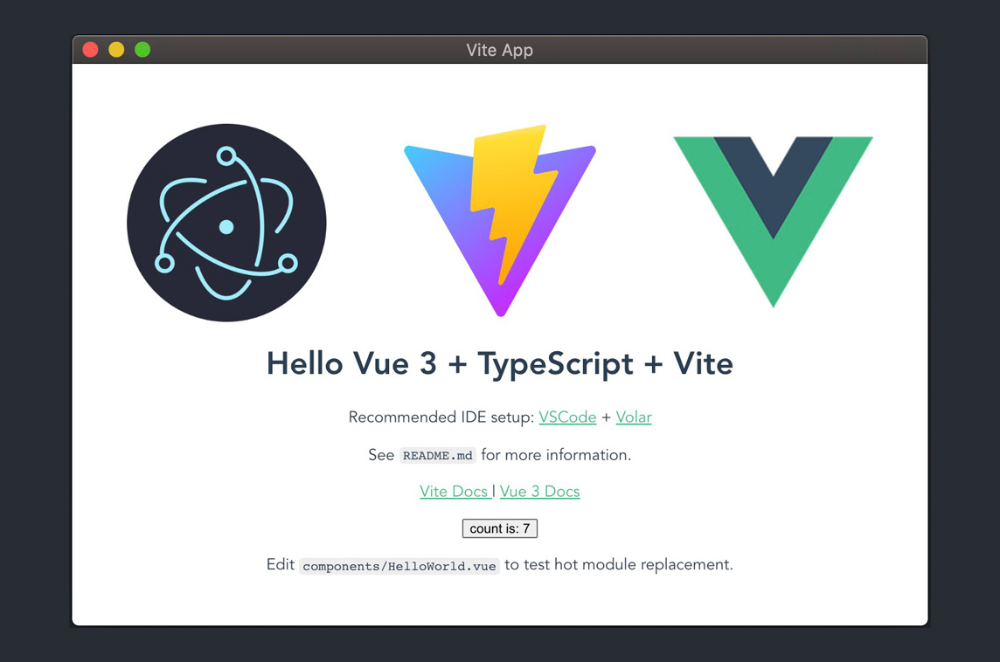 Vite App
Hello Vue 3 + TypeScript + Vite
Recommended IDE setup: VSCode + Volar
See README.md for more information.
Vite Docs | Vue 3 Docs
count is: 7
Edit components/HelloWorld.vue to test hot module replacement.